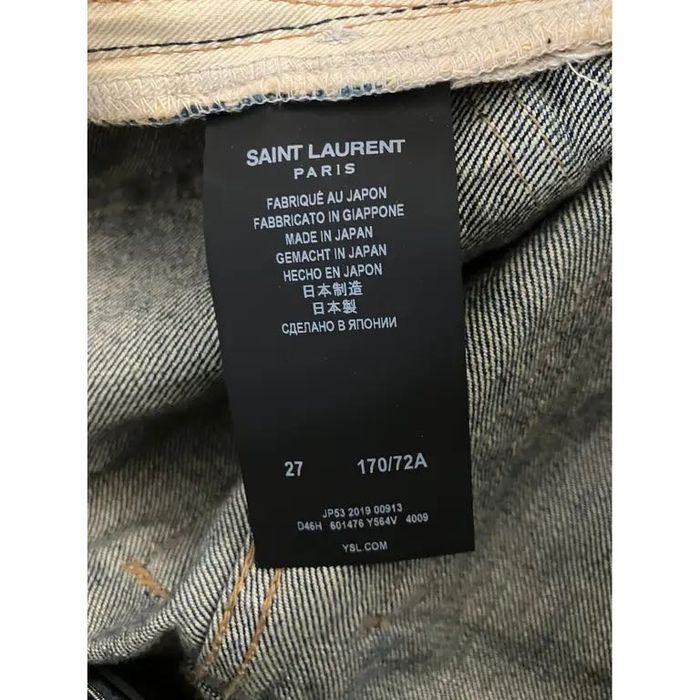 SAINT LAURENT
PARIS
FABRIQUÉ AU JAPON
FABBRICATO IN GIAPPONE
MADE IN JAPAN
GEMACHT IN JAPAN
HECHO EN JAPON
日本制造
日本製
СДЕЛАНО В ЯПОНИИ
27 170/72A
JP53 2019 00913
D46H 601476 Y564V 4009
YSL.COM